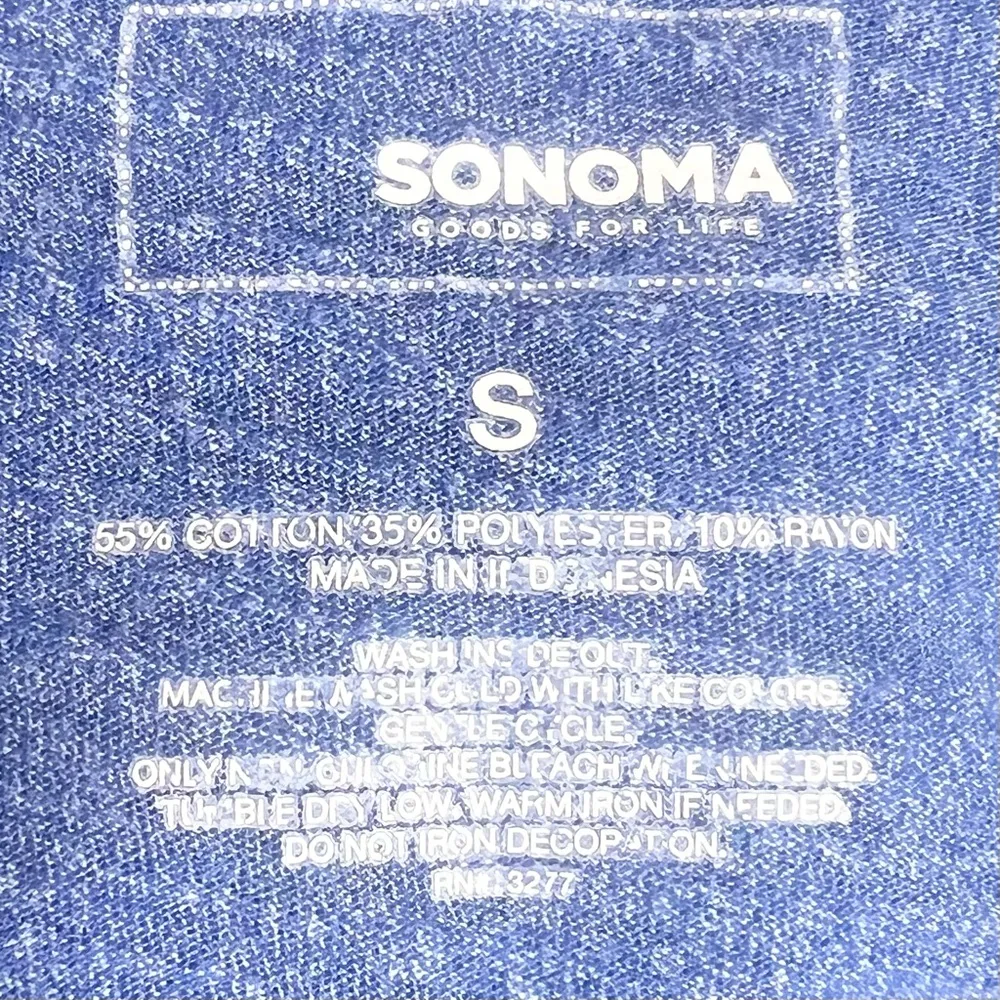 SONOMA
GOODS FOR LIFE
S
55% COTTON, 35% POLYESTER, 10% RAYON
MADE IN INDONESIA
WASH INSIDE OUT.
MACHINE WASH COLD WITH LIKE COLORS.
GENTLE CYCLE.
ONLY NON-CHLORINE BLEACH WHEN NEEDED.
TUMBLE DRY LOW. WARM IRON IF NEEDED.
DO NOT IRON DECORATION.